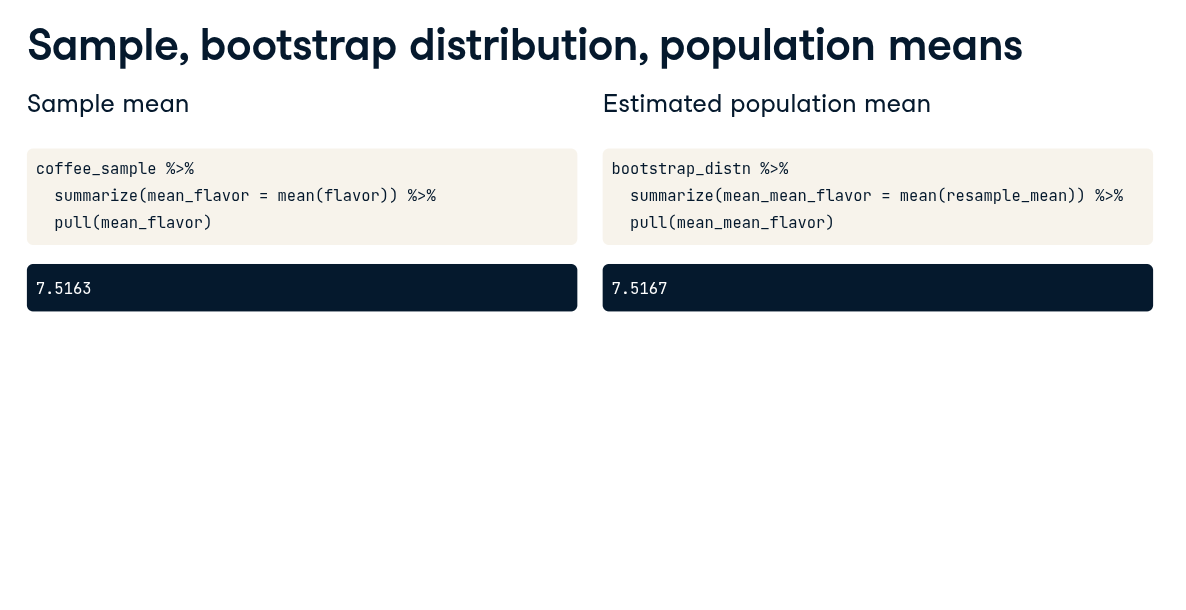 Sample, bootstrap distribution, population means
Sample mean
coffee_sample %>%
  summarize(mean_flavor = mean(flavor)) %>%
  pull(mean_flavor)
7.5163
Estimated population mean
bootstrap_distn %>%
  summarize(mean_mean_flavor = mean(resample_mean)) %>%
  pull(mean_mean_flavor)
7.5167